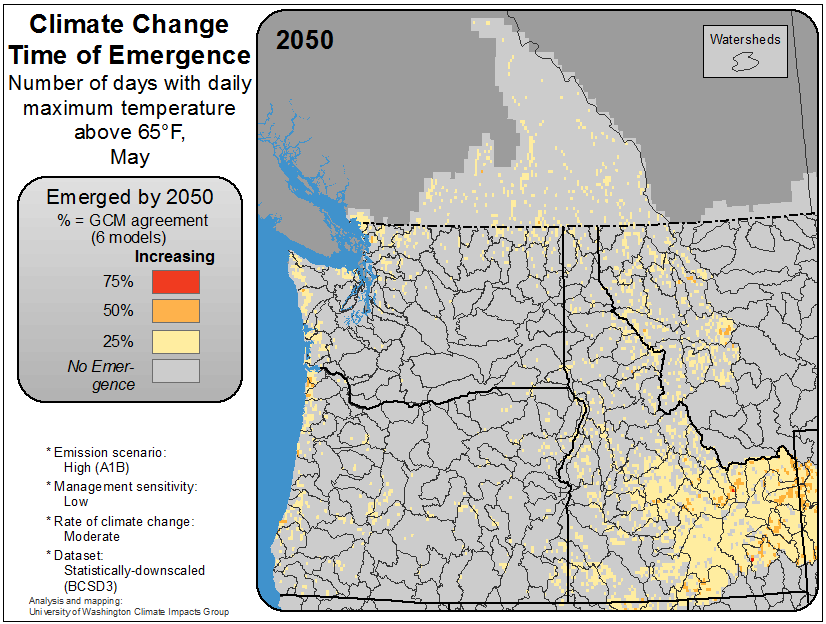 Climate Change
Time of Emergence
Number of days with daily
maximum temperature
above 65°F,
May
Emerged by 2050
% = GCM agreement
(6 models)
Increasing
75%
50%
25%
No Emer-
gence
* Emission scenario:
High (A1B)
* Management sensitivity:
Low
* Rate of climate change:
Moderate
* Dataset:
Statistically-downscaled
(BCSD3)
Analysis and mapping:
University of Washington Climate Impacts Group
2050
Watersheds